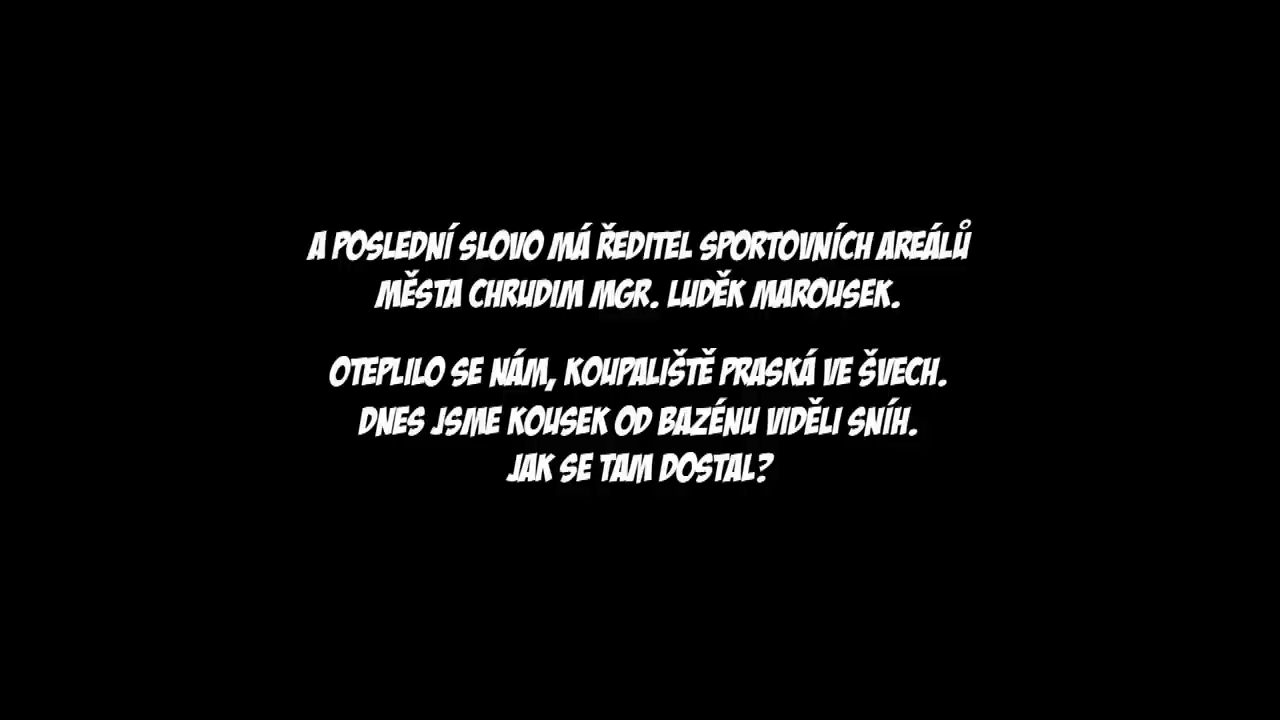 A POSLEDNÍ SLOVO MÁ ŘEDITEL SPORTOVNÍCH AREÁLŮ
MĚSTA CHRUDIM MGR. LUDĚK MAROUSEK.
OTEPLILO SE NÁM, KOUPALIŠTĚ PRASKÁ VE ŠVECH.
DNES JSME KOUSEK OD BAZÉNU VIDĚLI SNÍH.
JAK SE TAM DOSTAL?